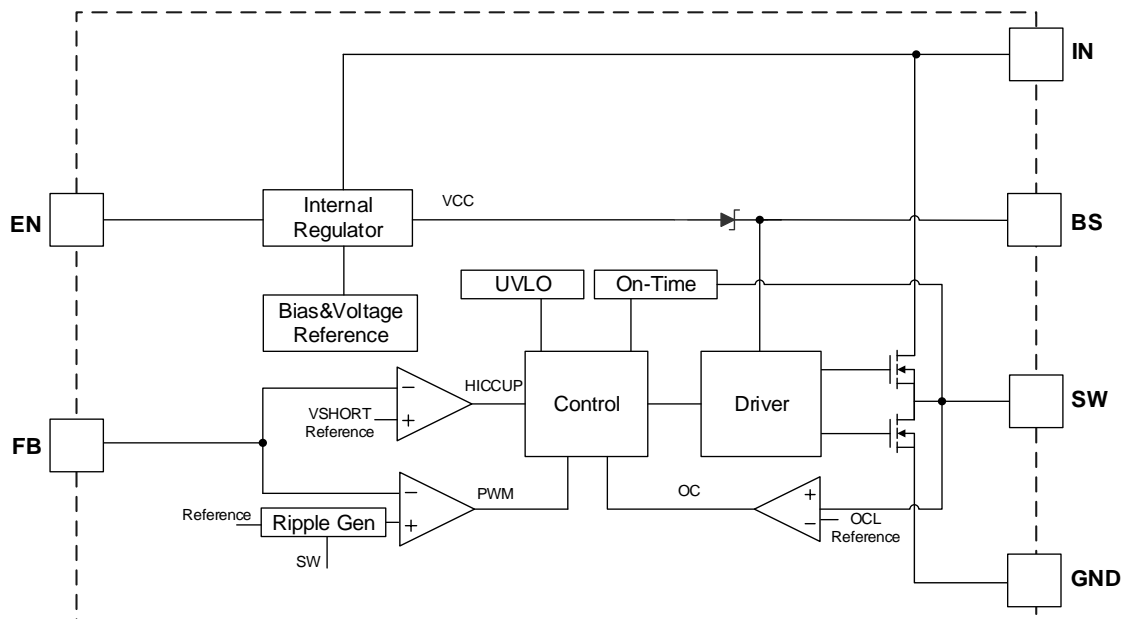 IN
EN
Internal
Regulator
VCC
BS
UVLO
On-Time
Bias&Voltage
Reference
HICCUP
VSHORT
Reference
Control
Driver
SW
FB
−
+
−
+
PWM
OC
+
−
OCL
Reference
Reference
Ripple Gen
SW
GND